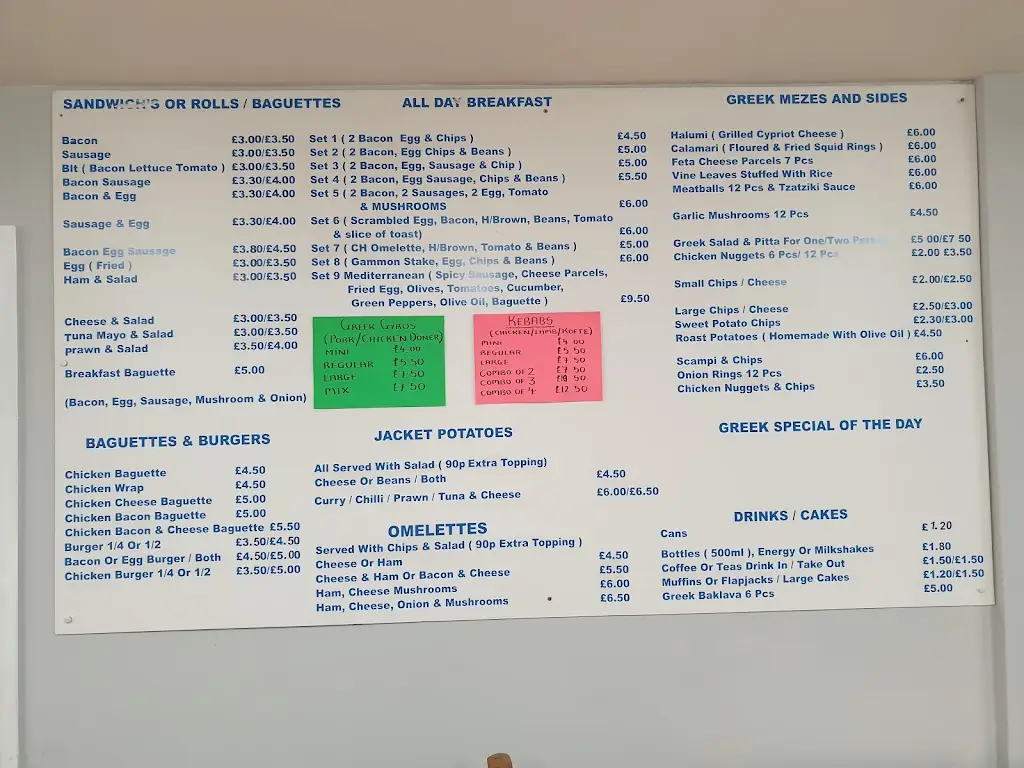 SANDWICH'S OR ROLLS / BAGUETTES
Bacon £3.00/£3.50
Sausage £3.00/£3.50
Blt ( Bacon Lettuce Tomato ) £3.00/£3.50
Bacon Sausage £3.30/£4.00
Bacon & Egg £3.30/£4.00
Sausage & Egg £3.30/£4.00
Bacon Egg Sausage £3.80/£4.50
Egg ( Fried ) £3.00/£3.50
Ham & Salad £3.00/£3.50
Cheese & Salad £3.00/£3.50
Tuna Mayo & Salad £3.00/£3.50
prawn & Salad £3.50/£4.00
Breakfast Baguette £5.00
(Bacon, Egg, Sausage, Mushroom & Onion)
BAGUETTES & BURGERS
Chicken Baguette £4.50
Chicken Wrap £4.50
Chicken Cheese Baguette £5.00
Chicken Bacon Baguette £5.00
Chicken Bacon & Cheese Baguette £5.50
Burger 1/4 Or 1/2 £3.50/£4.50
Bacon Or Egg Burger / Both £4.50/£5.00
Chicken Burger 1/4 Or 1/2 £3.50/£5.00
ALL DAY BREAKFAST
Set 1 ( 2 Bacon Egg & Chips ) £4.50
Set 2 ( 2 Bacon, Egg Chips & Beans ) £5.00
Set 3 ( 2 Bacon, Egg, Sausage & Chip ) £5.00
Set 4 ( 2 Bacon, Egg Sausage, Chips & Beans ) £5.50
Set 5 ( 2 Bacon, 2 Sausages, 2 Egg, Tomato
& MUSHROOMS £6.00
Set 6 ( Scrambled Egg, Bacon, H/Brown, Beans, Tomato
& slice of toast) £6.00
Set 7 ( CH Omelette, H/Brown, Tomato & Beans ) £5.00
Set 8 ( Gammon Stake, Egg, Chips & Beans ) £6.00
Set 9 Mediterranean ( Spicy Sausage, Cheese Parcels,
Fried Egg, Olives, Tomatoes, Cucumber,
Green Peppers, Olive Oil, Baguette ) £9.50
GREEK GYROS
(PORK/CHICKEN DONER)
MINI £4.00
REGULAR £5.50
LARGE £7.50
MIX £7.50
KEBABS
(CHICKEN/LAMB/KOFTE)
MINI £4.00
REGULAR £5.50
LARGE £7.50
COMBO OF 2 £7.50
COMBO OF 3
COMBO OF 4 £12.50
JACKET POTATOES
All Served With Salad ( 90p Extra Topping)
Cheese Or Beans / Both £4.50
Curry / Chilli / Prawn / Tuna & Cheese £6.00/£6.50
OMELETTES
Served With Chips & Salad ( 90p Extra Topping )
Cheese Or Ham £4.50
Cheese & Ham Or Bacon & Cheese £5.50
Ham, Cheese Mushrooms £6.00
Ham, Cheese, Onion & Mushrooms £6.50
GREEK MEZES AND SIDES
Halumi ( Grilled Cypriot Cheese ) £6.00
Calamari ( Floured & Fried Squid Rings ) £6.00
Feta Cheese Parcels 7 Pcs £6.00
Vine Leaves Stuffed With Rice £6.00
Meatballs 12 Pcs & Tzatziki Sauce £6.00
Garlic Mushrooms 12 Pcs £4.50
Greek Salad & Pitta For One/Two Person £5 00/£7 50
Chicken Nuggets 6 Pcs/ 12 Pcs £2.00 £3.50
Small Chips / Cheese £2.00/£2.50
Large Chips / Cheese £2.50/£3.00
Sweet Potato Chips £2.30/£3.00
Roast Potatoes ( Homemade With Olive Oil ) £4.50
Scampi & Chips £6.00
Onion Rings 12 Pcs £2.50
Chicken Nuggets & Chips £3.50
GREEK SPECIAL OF THE DAY
DRINKS / CAKES
Cans £1.20
Bottles ( 500ml ), Energy Or Milkshakes £1.80
Coffee Or Teas Drink In / Take Out £1.50/£1.50
Muffins Or Flapjacks / Large Cakes £1.20/£1.50
Greek Baklava 6 Pcs £5.00